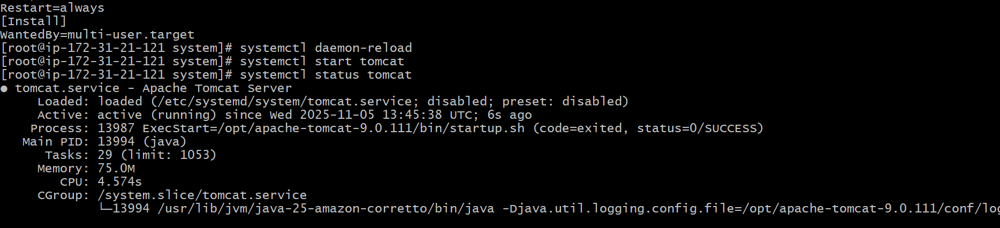 Restart=always
[Install]
WantedBy=multi-user.target
[root@ip-172-31-21-121 system]# systemctl daemon-reload
[root@ip-172-31-21-121 system]# systemctl start tomcat
[root@ip-172-31-21-121 system]# systemctl status tomcat
● tomcat.service - Apache Tomcat Server
     Loaded: loaded (/etc/systemd/system/tomcat.service; disabled; preset: disabled)
     Active: active (running) since Wed 2025-11-05 13:45:38 UTC; 6s ago
    Process: 13987 ExecStart=/opt/apache-tomcat-9.0.111/bin/startup.sh (code=exited, status=0/SUCCESS)
   Main PID: 13994 (java)
      Tasks: 29 (limit: 1053)
     Memory: 75.0M
        CPU: 4.574s
     CGroup: /system.slice/tomcat.service
             └─13994 /usr/lib/jvm/java-25-amazon-corretto/bin/java -Djava.util.logging.config.file=/opt/apache-tomcat-9.0.111/conf/log